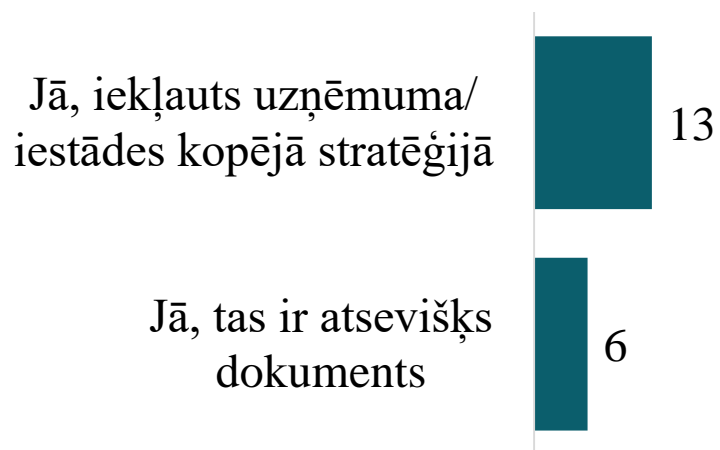 Jā, iekļauts uzņēmuma/
iestādes kopējā stratēģijā
13
Jā, tas ir atsevišķs
dokuments
6